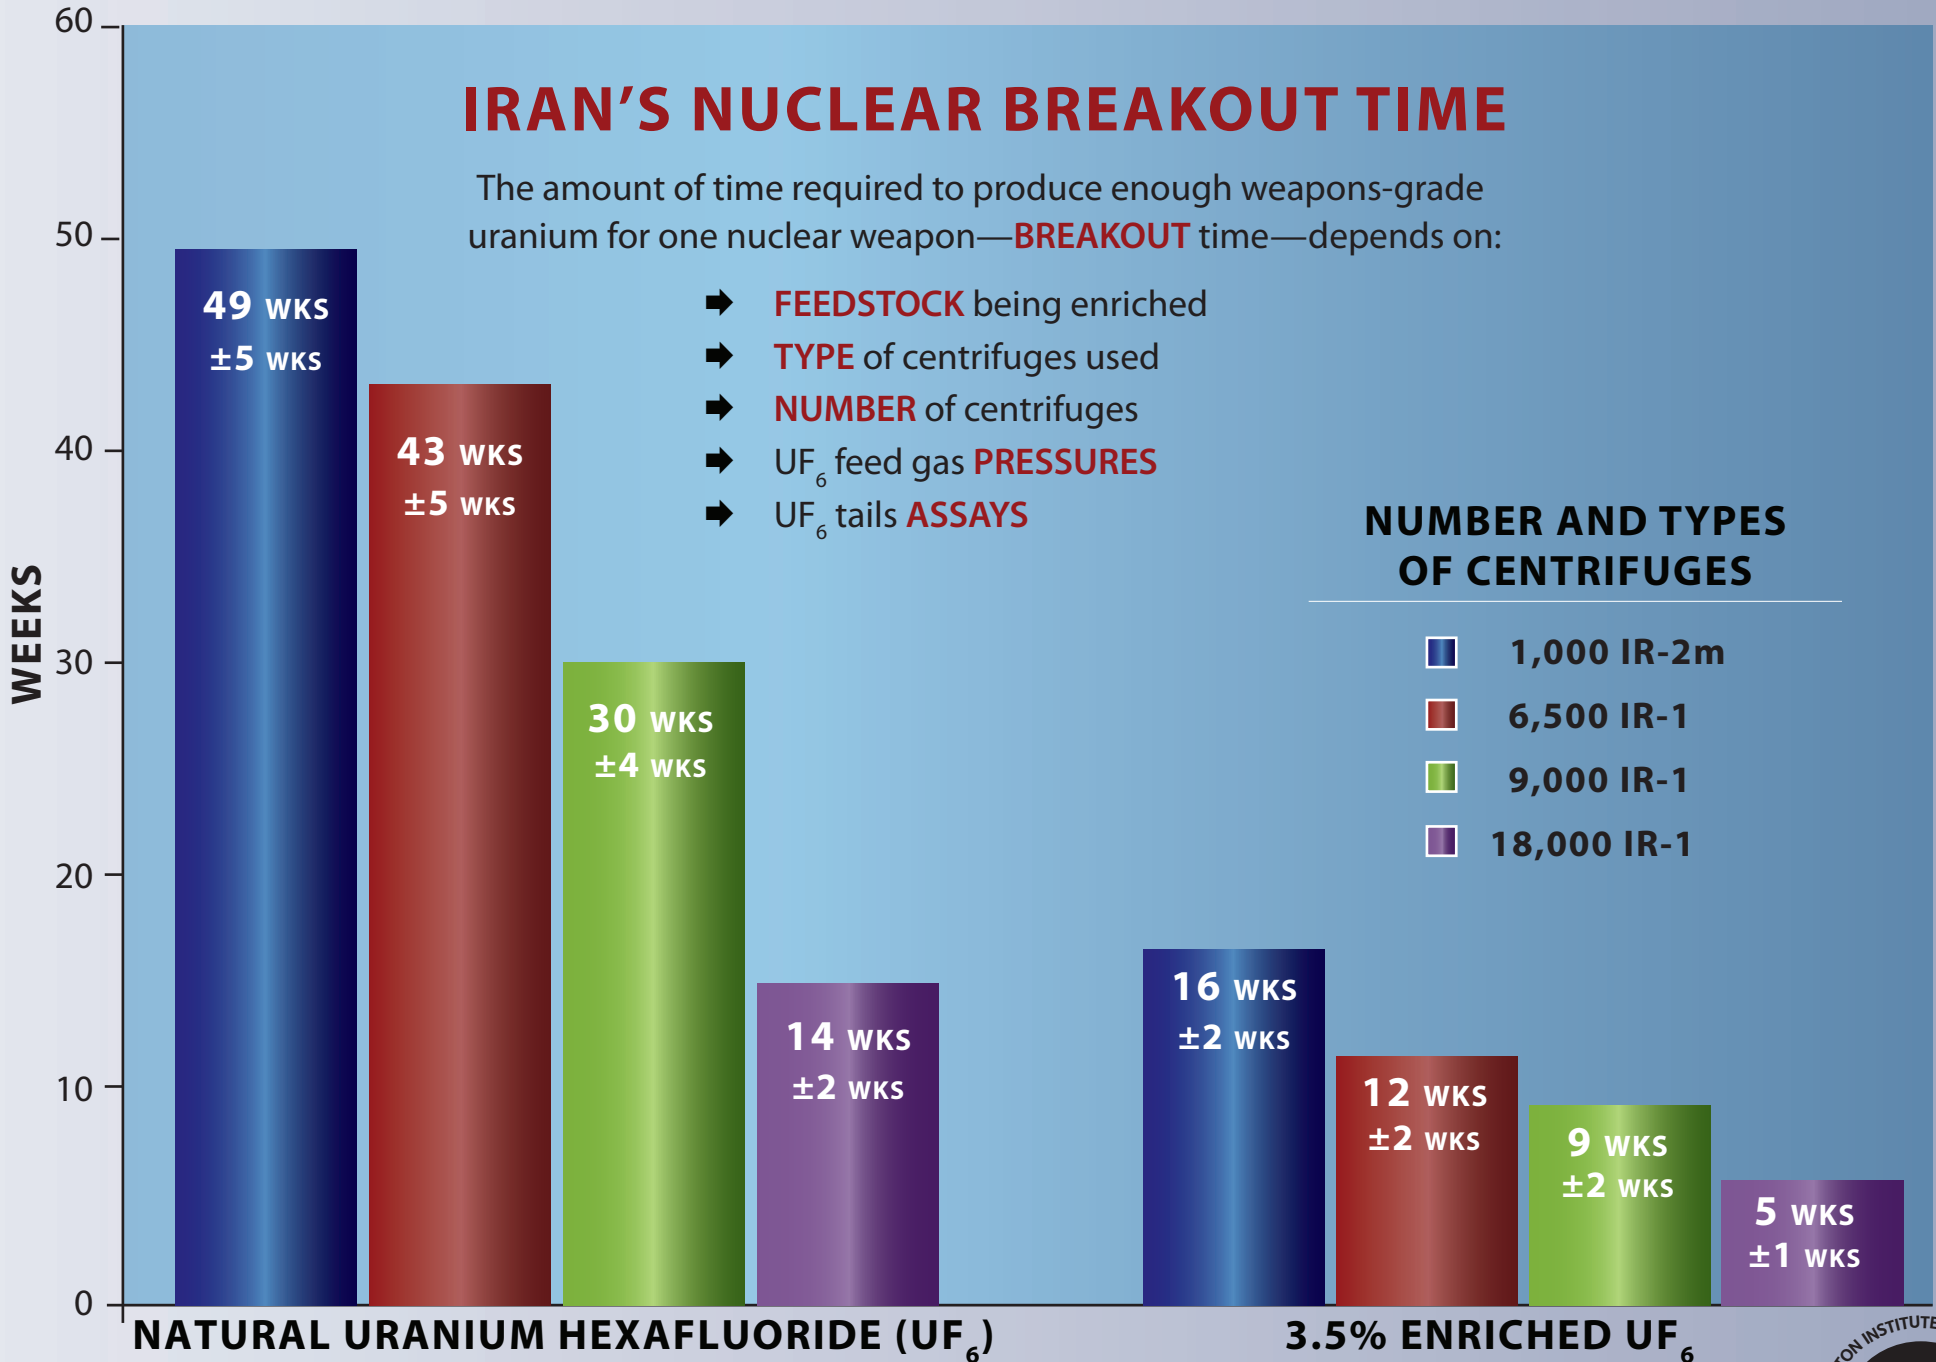 60
50
40
30
20
10
0
WEEKS
IRAN'S NUCLEAR BREAKOUT TIME
The amount of time required to produce enough weapons-grade
uranium for one nuclear weapon—BREAKOUT time—depends on:
FEEDSTOCK being enriched
TYPE of centrifuges used
NUMBER of centrifuges
UF6 feed gas PRESSURES
UF6 tails ASSAYS
NUMBER AND TYPES
OF CENTRIFUGES
1,000 IR-2m
6,500 IR-1
9,000 IR-1
18,000 IR-1
49 WKS
±5 WKS
43 WKS
±5 WKS
30 WKS
±4 WKS
14 WKS
±2 WKS
16 WKS
±2 WKS
12 WKS
±2 WKS
9 WKS
±2 WKS
5 WKS
±1 WKS
NATURAL URANIUM HEXAFLUORIDE (UF6)
3.5% ENRICHED UF6
INSTITUTE